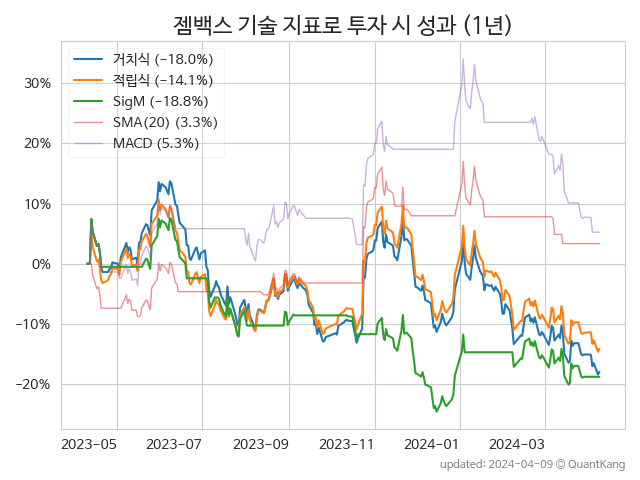 젬백스 기술 지표로 투자 시 성과 (1년)
거치식 (−18.0%)
적립식 (−14.1%)
SigM (−18.8%)
SMA(20) (3.3%)
MACD (5.3%)
30%
20%
10%
0%
−10%
−20%
2023-05 2023-07 2023-09 2023-11 2024-01 2024-03
updated: 2024-04-09 © QuantKang